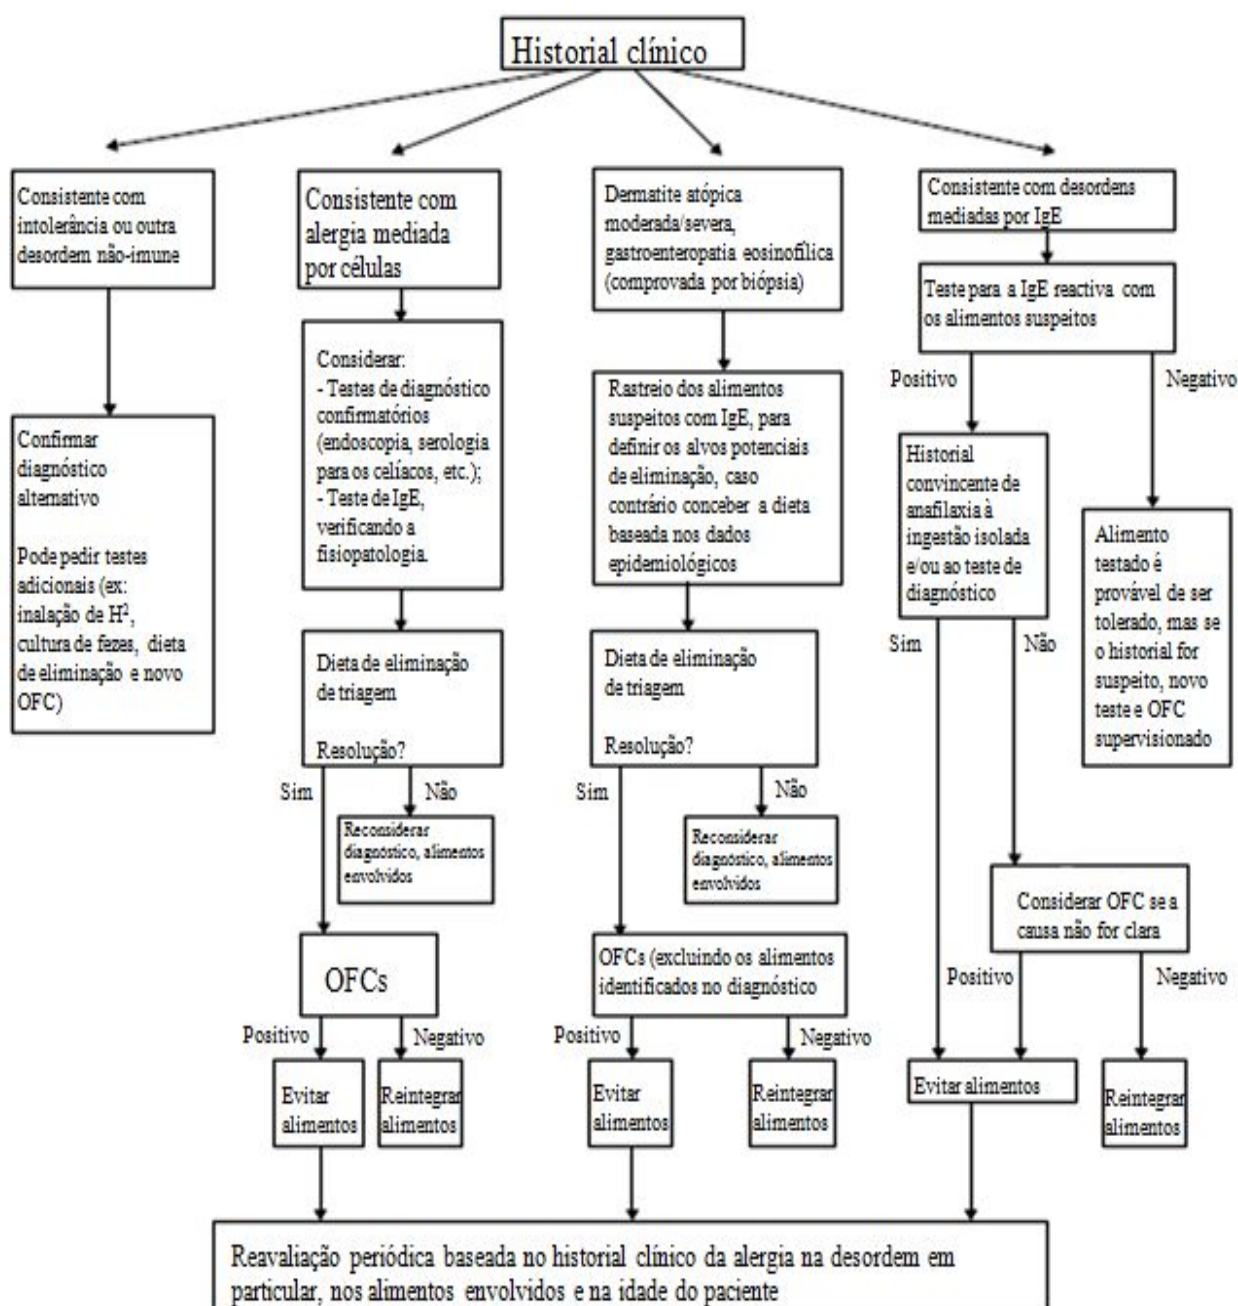 Historial clínico
Consistente com
intolerância ou outra
desordem não-imune
Confirmar
diagnóstico
alternativo
Pode pedir testes
adicionais (ex:
inalação de H²,
cultura de fezes, dieta
de eliminação e novo
OFC)
Consistente com
alergia mediada
por células
Considerar:
- Testes de diagnóstico
confirmatórios
(endoscopia, serologia
para os celíacos, etc.);
- Teste de IgE,
verificando a
fisiopatologia.
Dieta de eliminação
de triagem
Resolução?
Sim
Não
Reconsiderar
diagnóstico, alimentos
envolvidos
OFCs
Positivo
Negativo
Evitar
alimentos
Reintegrar
alimentos
Dermatite atópica
moderada/severa,
gastroenteropatia eosinofílica
(comprovada por biópsia)
Rastreio dos alimentos
suspeitos com IgE, para
definir os alvos potenciais
de eliminação, caso
contrário conceber a dieta
baseada nos dados
epidemiológicos
Dieta de eliminação
de triagem
Resolução?
Sim
Não
Reconsiderar
diagnóstico, alimentos
envolvidos
OFCs (excluindo os alimentos
identificados no diagnóstico
Positivo
Negativo
Evitar
alimentos
Reintegrar
alimentos
Consistente com desordens
mediadas por IgE
Teste para a IgE reactiva com
os alimentos suspeitos
Positivo
Negativo
Historial
convincente de
anafilaxia à
ingestão isolada
e/ou ao teste de
diagnóstico
Alimento
testado é
provável de ser
tolerado, mas se
o historial for
suspeito, novo
teste e OFC
supervisionado
Sim
Não
Considerar OFC se a
causa não for clara
Positivo
Negativo
Evitar alimentos
Reintegrar
alimentos
Reavaliação periódica baseada no historial clínico da alergia na desordem em
particular, nos alimentos envolvidos e na idade do paciente